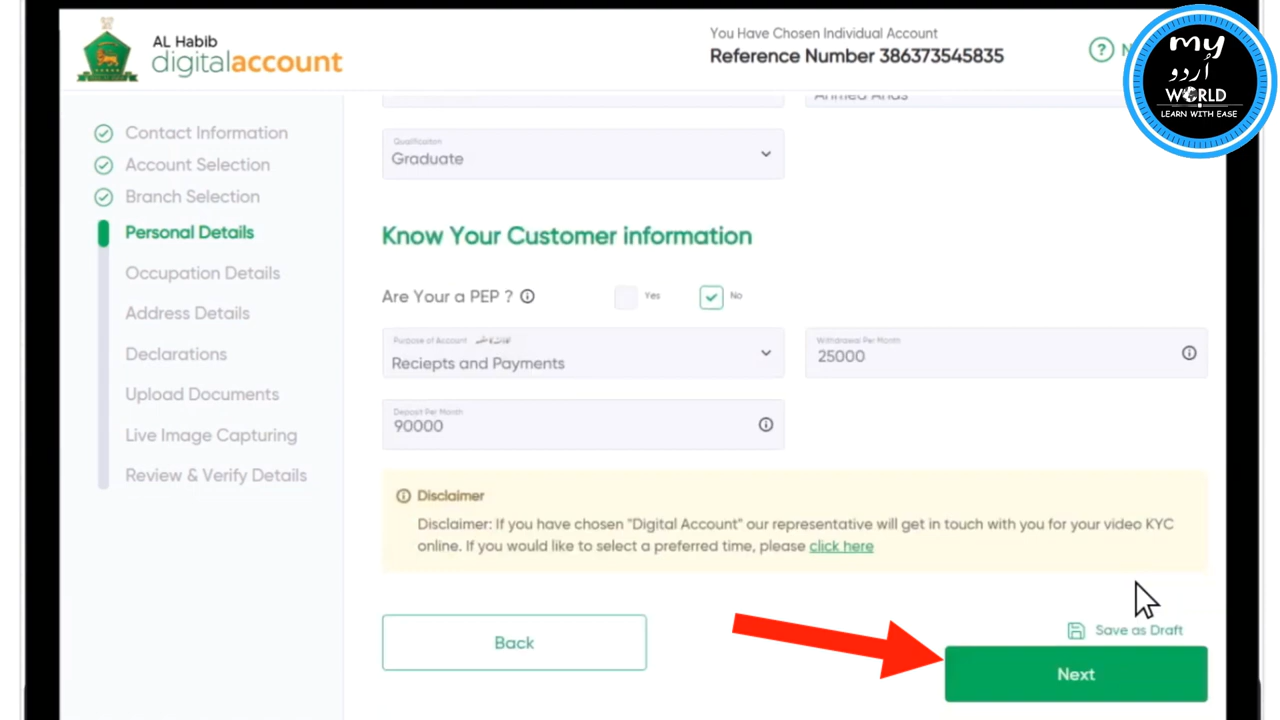 AL Habib
digitalaccount
You Have Chosen Individual Account
Reference Number 386373545835
my
اُردو
WORLD
LEARN WITH EASE
Contact Information
Account Selection
Branch Selection
Personal Details
Occupation Details
Address Details
Declarations
Upload Documents
Live Image Capturing
Review & Verify Details
Ahmed Anas
Qualification
Graduate
Know Your Customer information
Are Your a PEP ?
Yes
No
Purpose of Account
Reciepts and Payments
Withdrawal Per Month
25000
Deposit Per Month
90000
Disclaimer
Disclaimer: If you have chosen "Digital Account" our representative will get in touch with you for your video KYC
online. If you would like to select a preferred time, please click here
Back
Save as Draft
Next